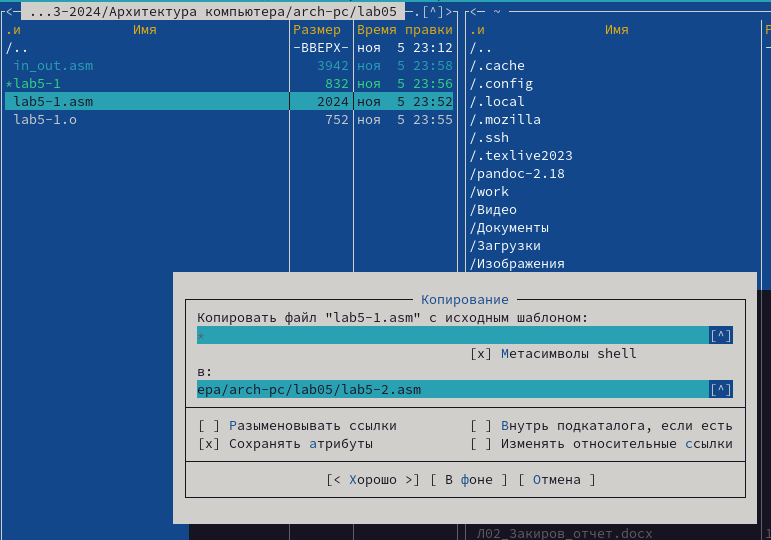 <— ...3-2024/Архитектура компьютера/arch-pc/lab05 —.[^]>
.и Имя Размер Время правки
/.. -ВВЕРХ- ноя 5 23:12
in_out.asm 3942 ноя 5 23:58
*lab5-1 832 ноя 5 23:56
lab5-1.asm 2024 ноя 5 23:52
lab5-1.o 752 ноя 5 23:55
<— ~
.и Имя Р
/..
/.cache
/.config
/.local
/.mozilla
/.ssh
/.texlive2023
/pandoc-2.18
/work
/Видео
/Документы
/Загрузки
/Изображения
Копирование
Копировать файл "lab5-1.asm" с исходным шаблоном:
* [^]
[x] Метасимволы shell
в:
ера/arch-pc/lab05/lab5-2.asm [^]
[ ] Разыменовывать ссылки [ ] Внутрь подкаталога, если есть
[x] Сохранять атрибуты [ ] Изменять относительные ссылки
[< Хорошо >] [ В фоне ] [ Отмена ]
Л02_Закиров_отчет.docx 1